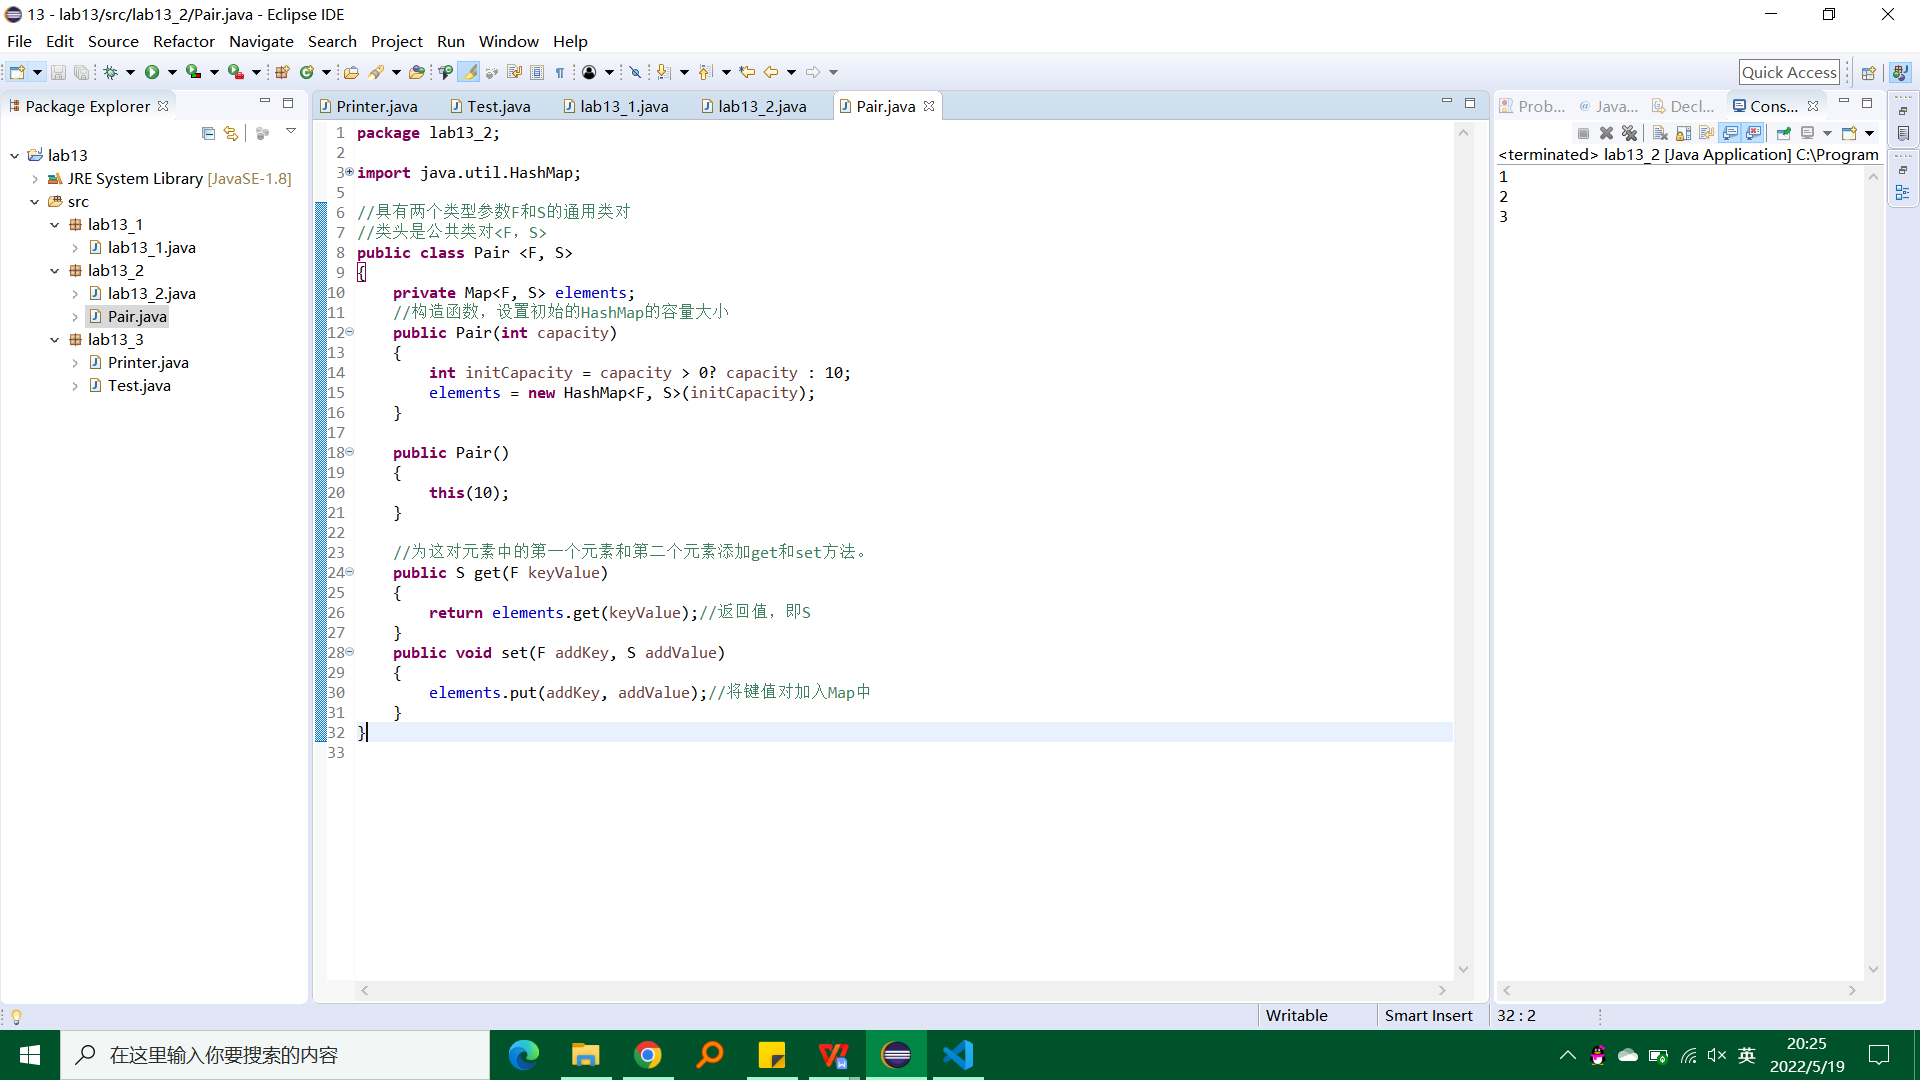 13 - lab13/src/lab13_2/Pair.java - Eclipse IDE
File Edit Source Refactor Navigate Search Project Run Window Help
Quick Access
Package Explorer
lab13
JRE System Library [JavaSE-1.8]
src
lab13_1
lab13_1.java
lab13_2
lab13_2.java
Pair.java
lab13_3
Printer.java
Test.java
Printer.java Test.java lab13_1.java lab13_2.java Pair.java
1 package lab13_2;
2
3 import java.util.HashMap;
5
6 //具有两个类型参数F和S的通用类对
7 //类头是公共类对<F，S>
8 public class Pair <F, S>
9 {
10 private Map<F, S> elements;
11 //构造函数，设置初始的HashMap的容量大小
12 public Pair(int capacity)
13 {
14 int initCapacity = capacity > 0? capacity : 10;
15 elements = new HashMap<F, S>(initCapacity);
16 }
17
18 public Pair()
19 {
20 this(10);
21 }
22
23 //为这对元素中的第一个元素和第二个元素添加get和set方法。
24 public S get(F keyValue)
25 {
26 return elements.get(keyValue);//返回值，即S
27 }
28 public void set(F addKey, S addValue)
29 {
30 elements.put(addKey, addValue);//将键值对加入Map中
31 }
32 }
33
Prob... Java... Decl... Cons...
<terminated> lab13_2 [Java Application] C:\Program
1
2
3
Writable Smart Insert 32 : 2
在这里输入你要搜索的内容
英
20:25
2022/5/19